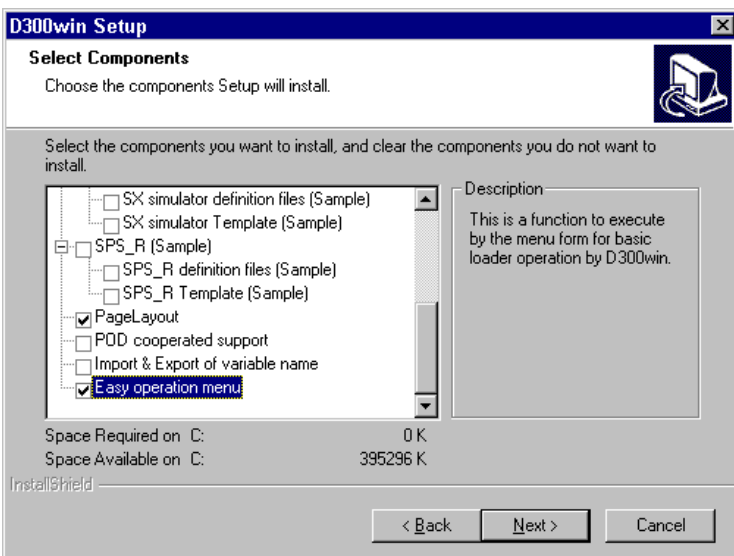 D300win Setup
Select Components
Choose the components Setup will install.
Select the components you want to install, and clear the components you do not want to
install.
SX simulator definition files (Sample)
SX simulator Template (Sample)
SPS_R (Sample)
SPS_R definition files (Sample)
SPS_R Template (Sample)
PageLayout
POD cooperated support
Import & Export of variable name
Easy operation menu
Description
This is a function to execute
by the menu form for basic
loader operation by D300win.
Space Required on C: 0 K
Space Available on C: 395296 K
InstallShield
< Back
Next >
Cancel